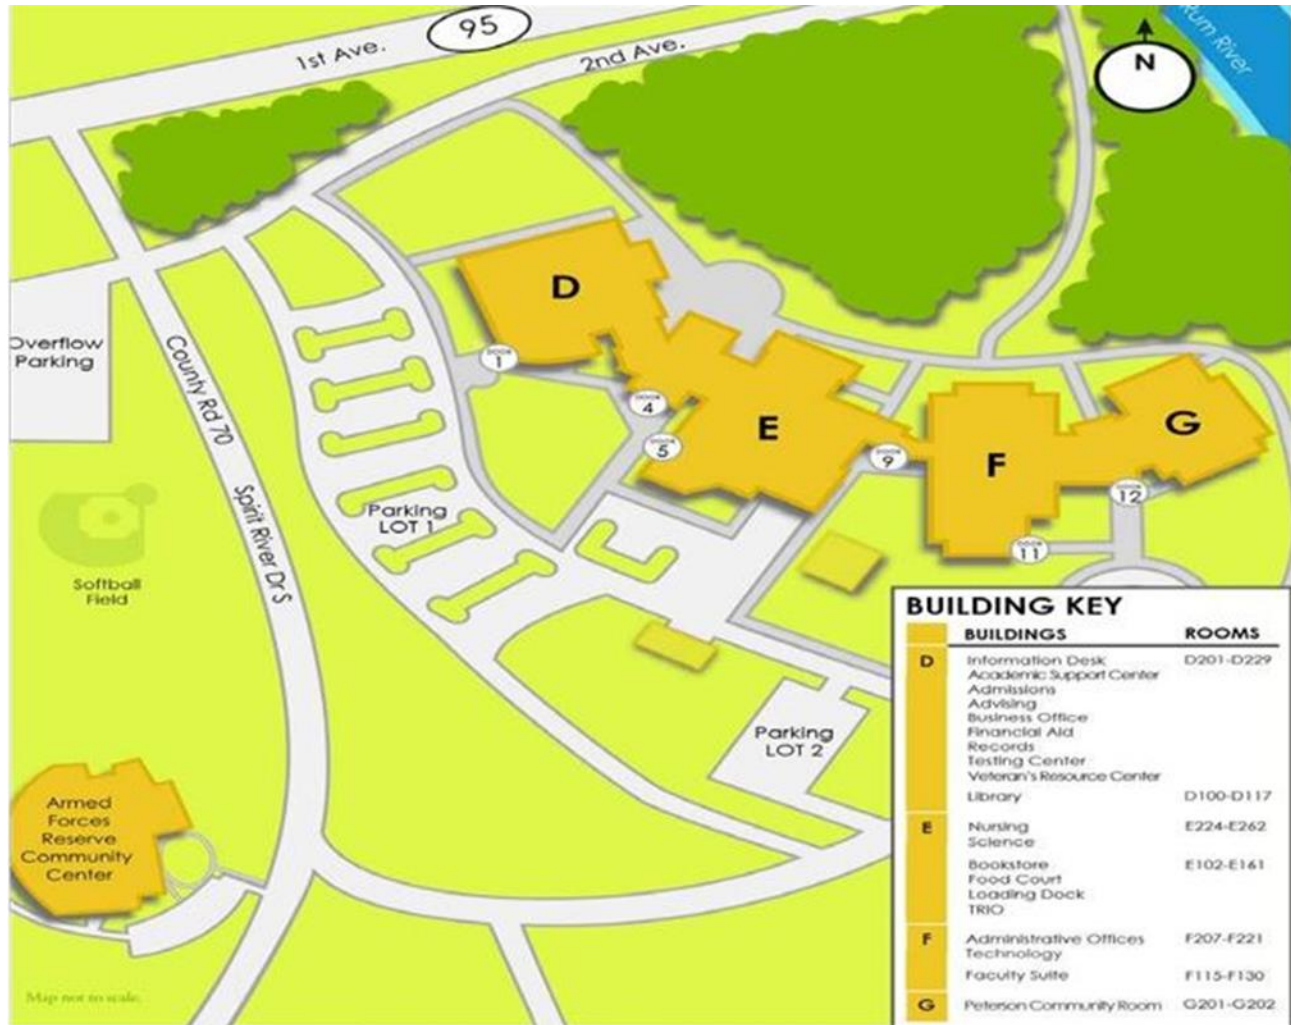 95
1st Ave.
2nd Ave.
Rum River
N
D
Overflow
Parking
DOOR
1
County Rd 70
DOOR
4
E
G
DOOR
5
DOOR
9
F
Spirit River Dr S
Parking
LOT 1
DOOR
12
DOOR
11
Softball
Field
Parking
LOT 2
Armed
Forces
Reserve
Community
Center
Map not to scale.
BUILDING KEY
BUILDINGS ROOMS
D Information Desk D201-D229
Academic Support Center
Admissions
Advising
Business Office
Financial Aid
Records
Testing Center
Veteran's Resource Center
Library D100-D117
E Nursing E224-E262
Science
Bookstore E102-E161
Food Court
Loading Dock
TRIO
F Administrative Offices F207-F221
Technology
Faculty Suite F115-F130
G Peterson Community Room G201-G202